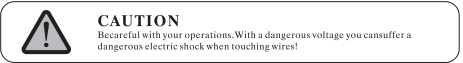 CAUTION
Becareful with your operations.With a dangerous voltage you cansuffer a
dangerous electric shock when touching wires!